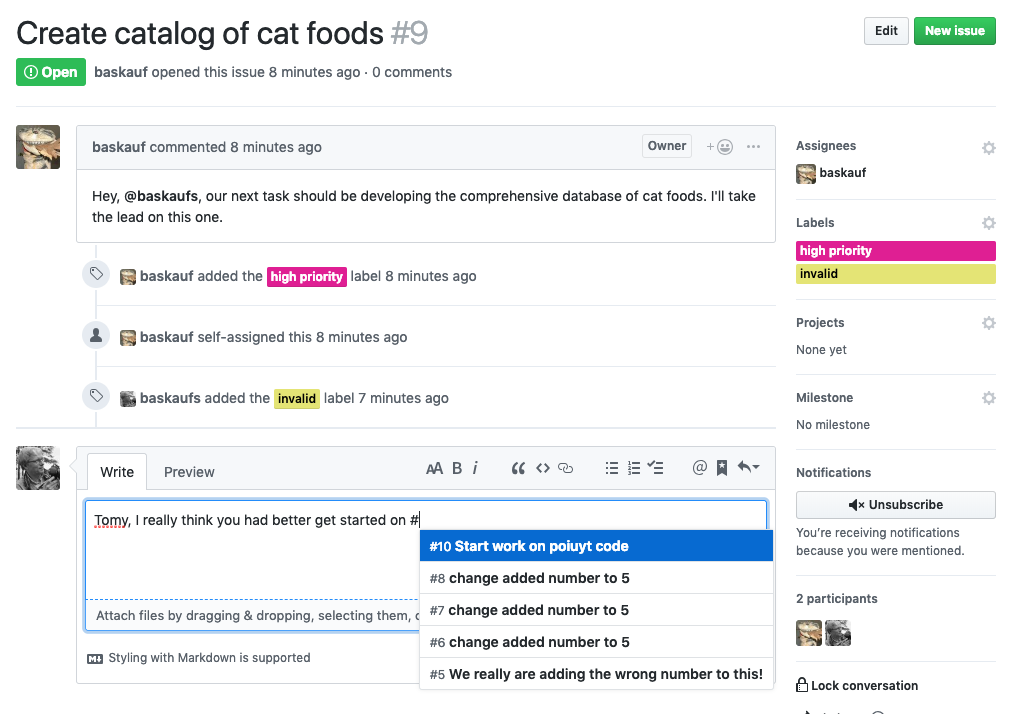 Create catalog of cat foods #9
Edit
New issue
Open
baskauf opened this issue 8 minutes ago · 0 comments
baskauf commented 8 minutes ago
Owner
Hey, @baskaufs, our next task should be developing the comprehensive database of cat foods. I'll take
the lead on this one.
baskauf added the high priority label 8 minutes ago
baskauf self-assigned this 8 minutes ago
baskaufs added the invalid label 7 minutes ago
Write
Preview
AA B i
Tomy, I really think you had better get started on #
#10 Start work on poiuyt code
#8 change added number to 5
#7 change added number to 5
#6 change added number to 5
#5 We really are adding the wrong number to this!
Attach files by dragging & dropping, selecting them,
Styling with Markdown is supported
Assignees
baskauf
Labels
high priority
invalid
Projects
None yet
Milestone
No milestone
Notifications
Unsubscribe
You're receiving notifications
because you were mentioned.
2 participants
Lock conversation